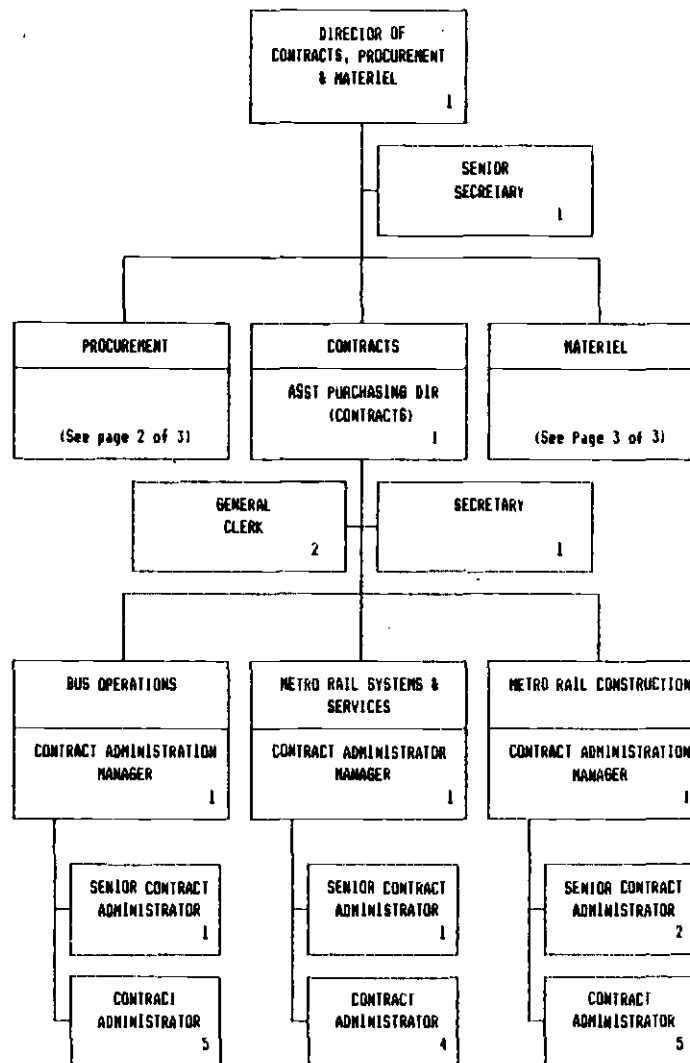 DIRECTOR OF
CONTRACTS, PROCUREMENT
& MATERIEL
1
SENIOR
SECRETARY
1
PROCUREMENT
(See page 2 of 3)
CONTRACTS
ASST PURCHASING DIR
(CONTRACTS)
1
MATERIEL
(See Page 3 of 3)
GENERAL
CLERK
2
SECRETARY
1
BUS OPERATIONS
CONTRACT ADMINISTRATION
MANAGER
1
METRO RAIL SYSTEMS &
SERVICES
CONTRACT ADMINISTRATOR
MANAGER
1
METRO RAIL CONSTRUCTION
CONTRACT ADMINISTRATION
MANAGER
1
SENIOR CONTRACT
ADMINISTRATOR
1
SENIOR CONTRACT
ADMINISTRATOR
1
SENIOR CONTRACT
ADMINISTRATOR
2
CONTRACT
ADMINISTRATOR
5
CONTRACT
ADMINISTRATOR
4
CONTRACT
ADMINISTRATOR
5